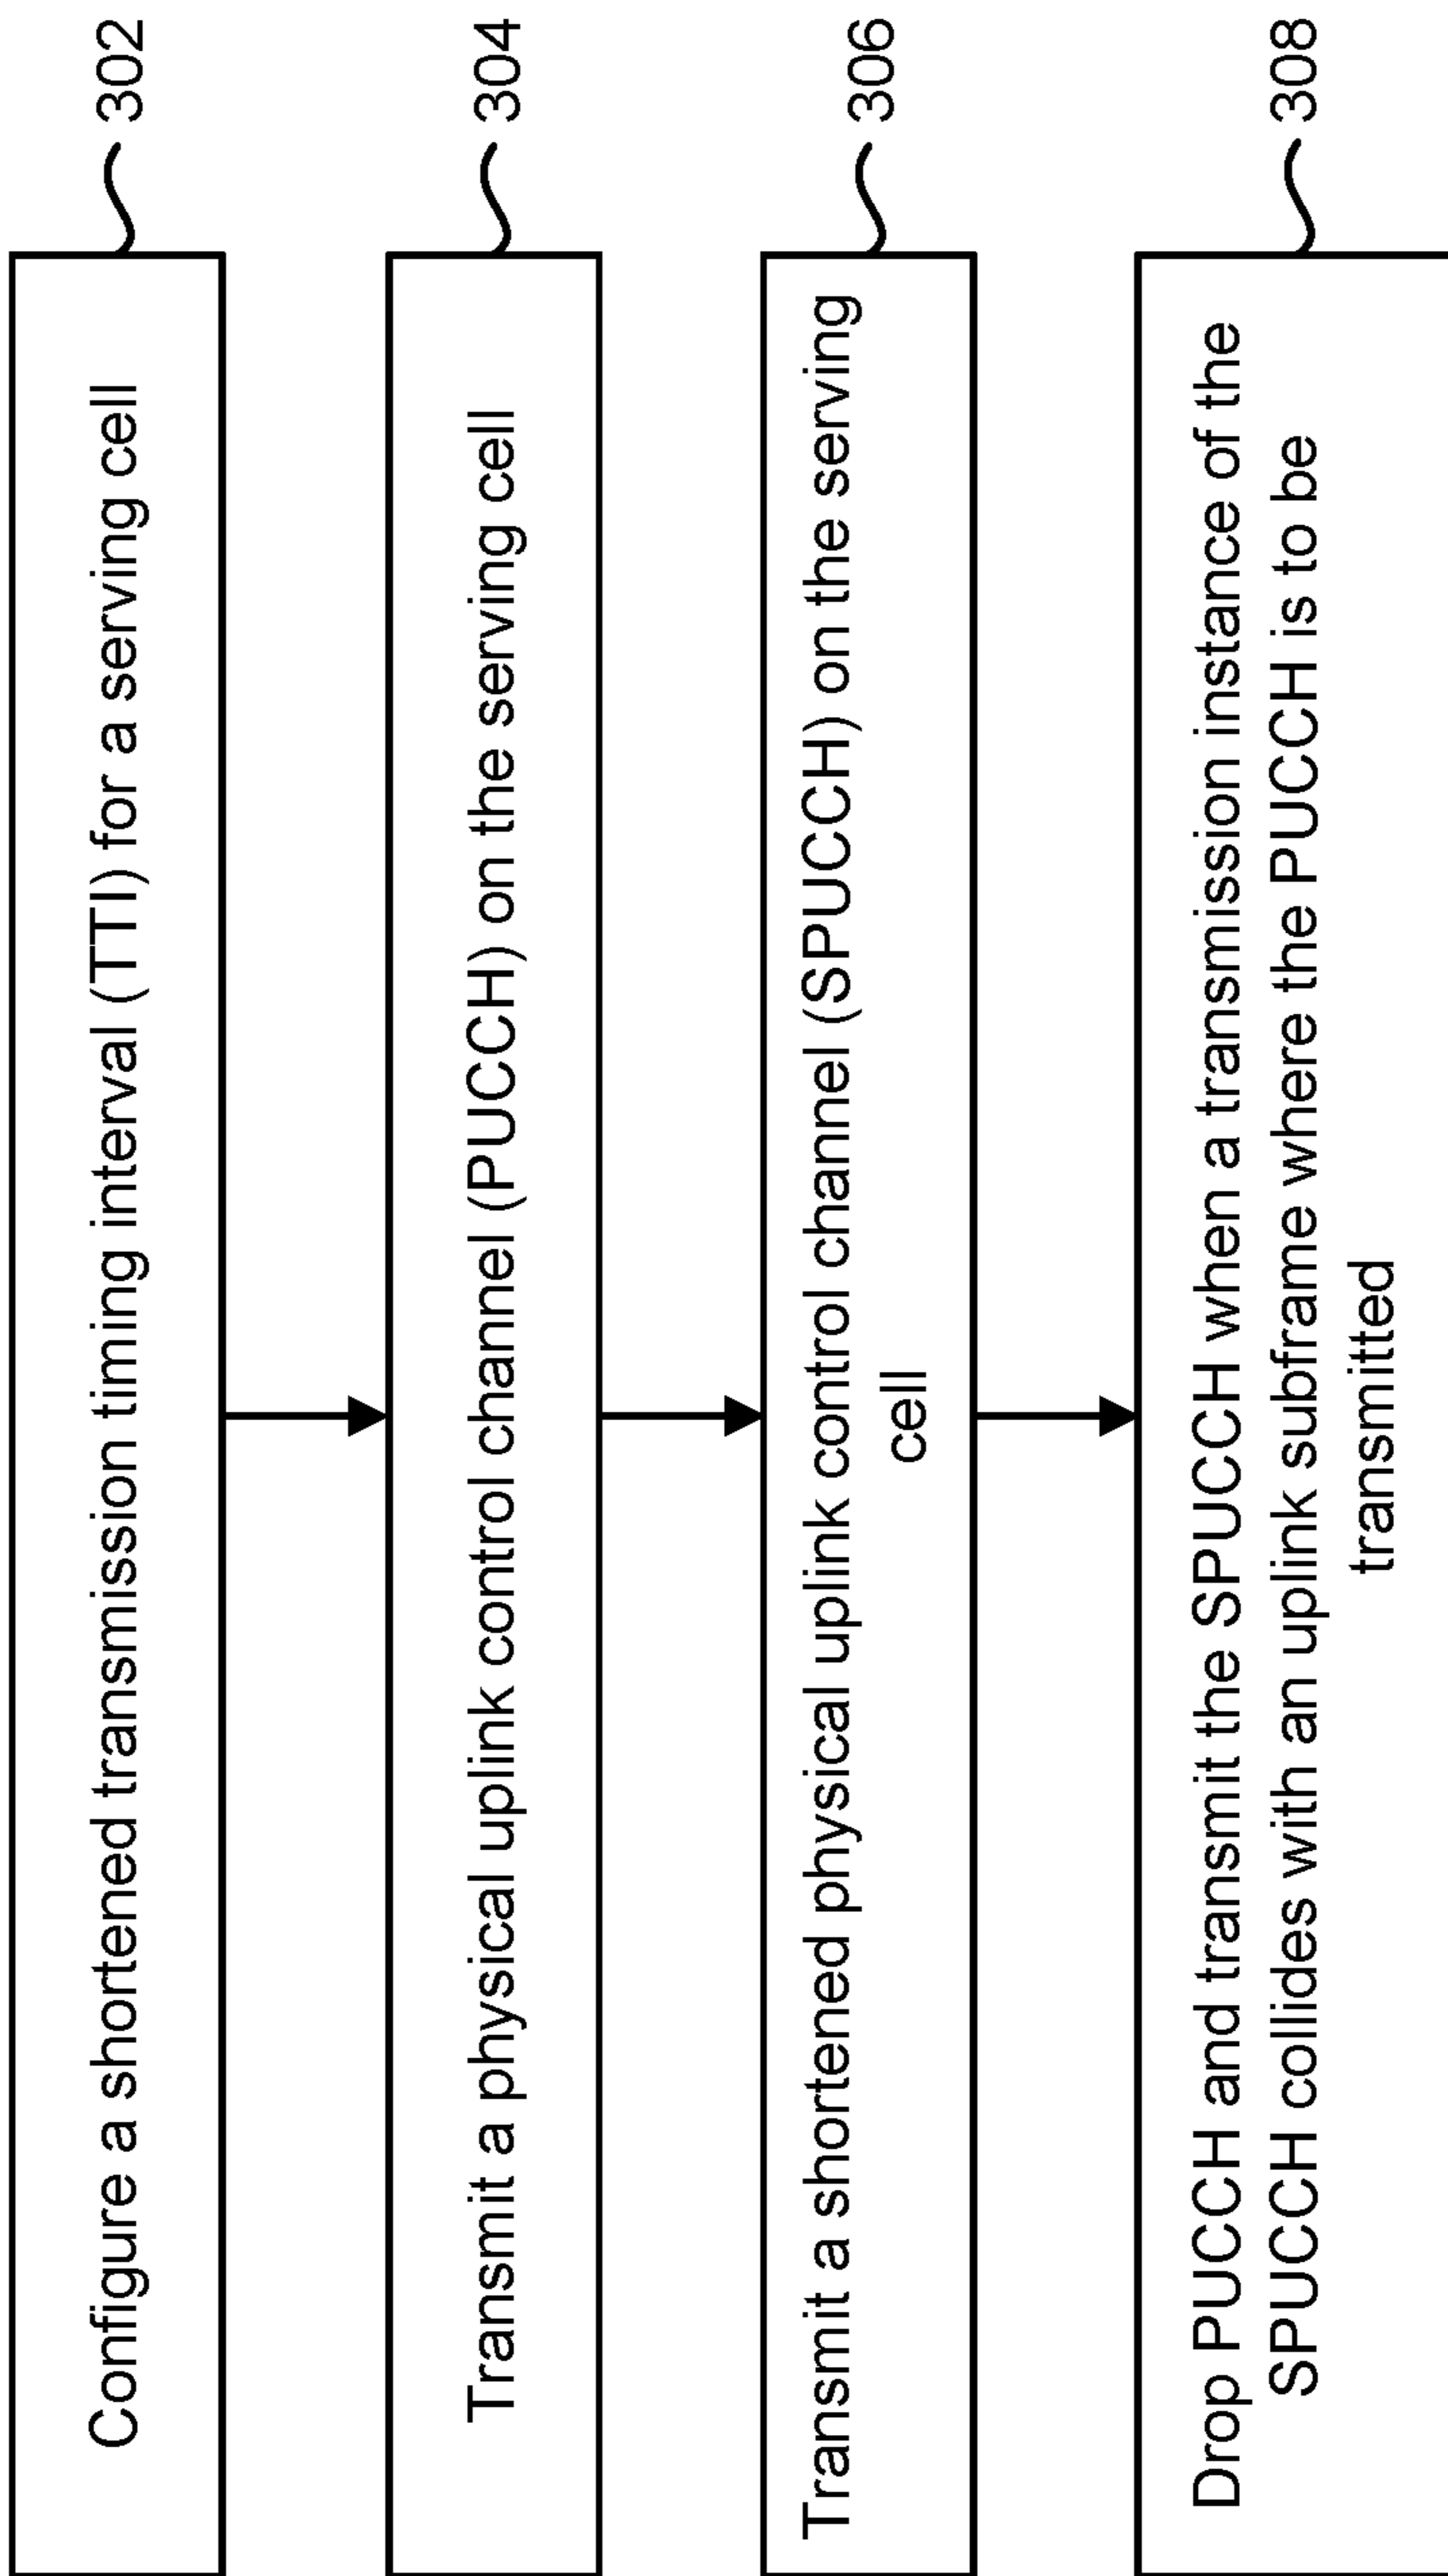 Configure a shortened transmission timing interval (TTI) for a serving cell
302
Transmit a physical uplink control channel (PUCCH) on the serving cell
304
Transmit a shortened physical uplink control channel (SPUCCH) on the serving
cell
306
Drop PUCCH and transmit the SPUCCH when a transmission instance of the
SPUCCH collides with an uplink subframe where the PUCCH is to be
transmitted
308